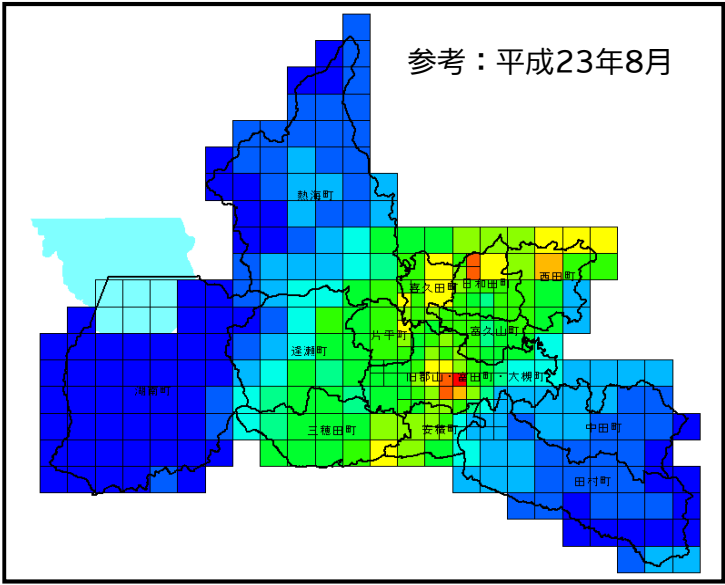 参考：平成23年8月
熱海町
西田町
喜久田町
日和田町
富久山町
片平町
逢瀬町
旧郡山・富田町・大槻町
湖南町
三穂田町
安積町
中田町
田村町